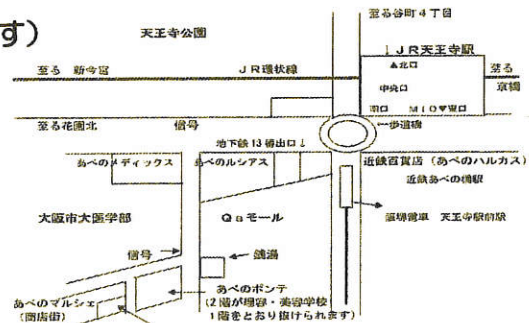 す)
至る谷町4丁目
天王寺公園
↓JR天王寺駅
▲北口
至る 新今宮
JR環状線
至る
京橋
中央口
南口 MIO▼東口
至る花園北
信号
歩道橋
地下鉄13番出口↓
あべのメディックス
あべのルシアス
近鉄百貨店(あべのハルカス)
近鉄あべの橋駅
大阪市大医学部
Qaモール
阪堺電車 天王寺駅前駅
信号
銭湯
あべのポンテ
(2階が理容・美容学校
1階をとおり抜けられます)
あべのマルシェ
(商店街)